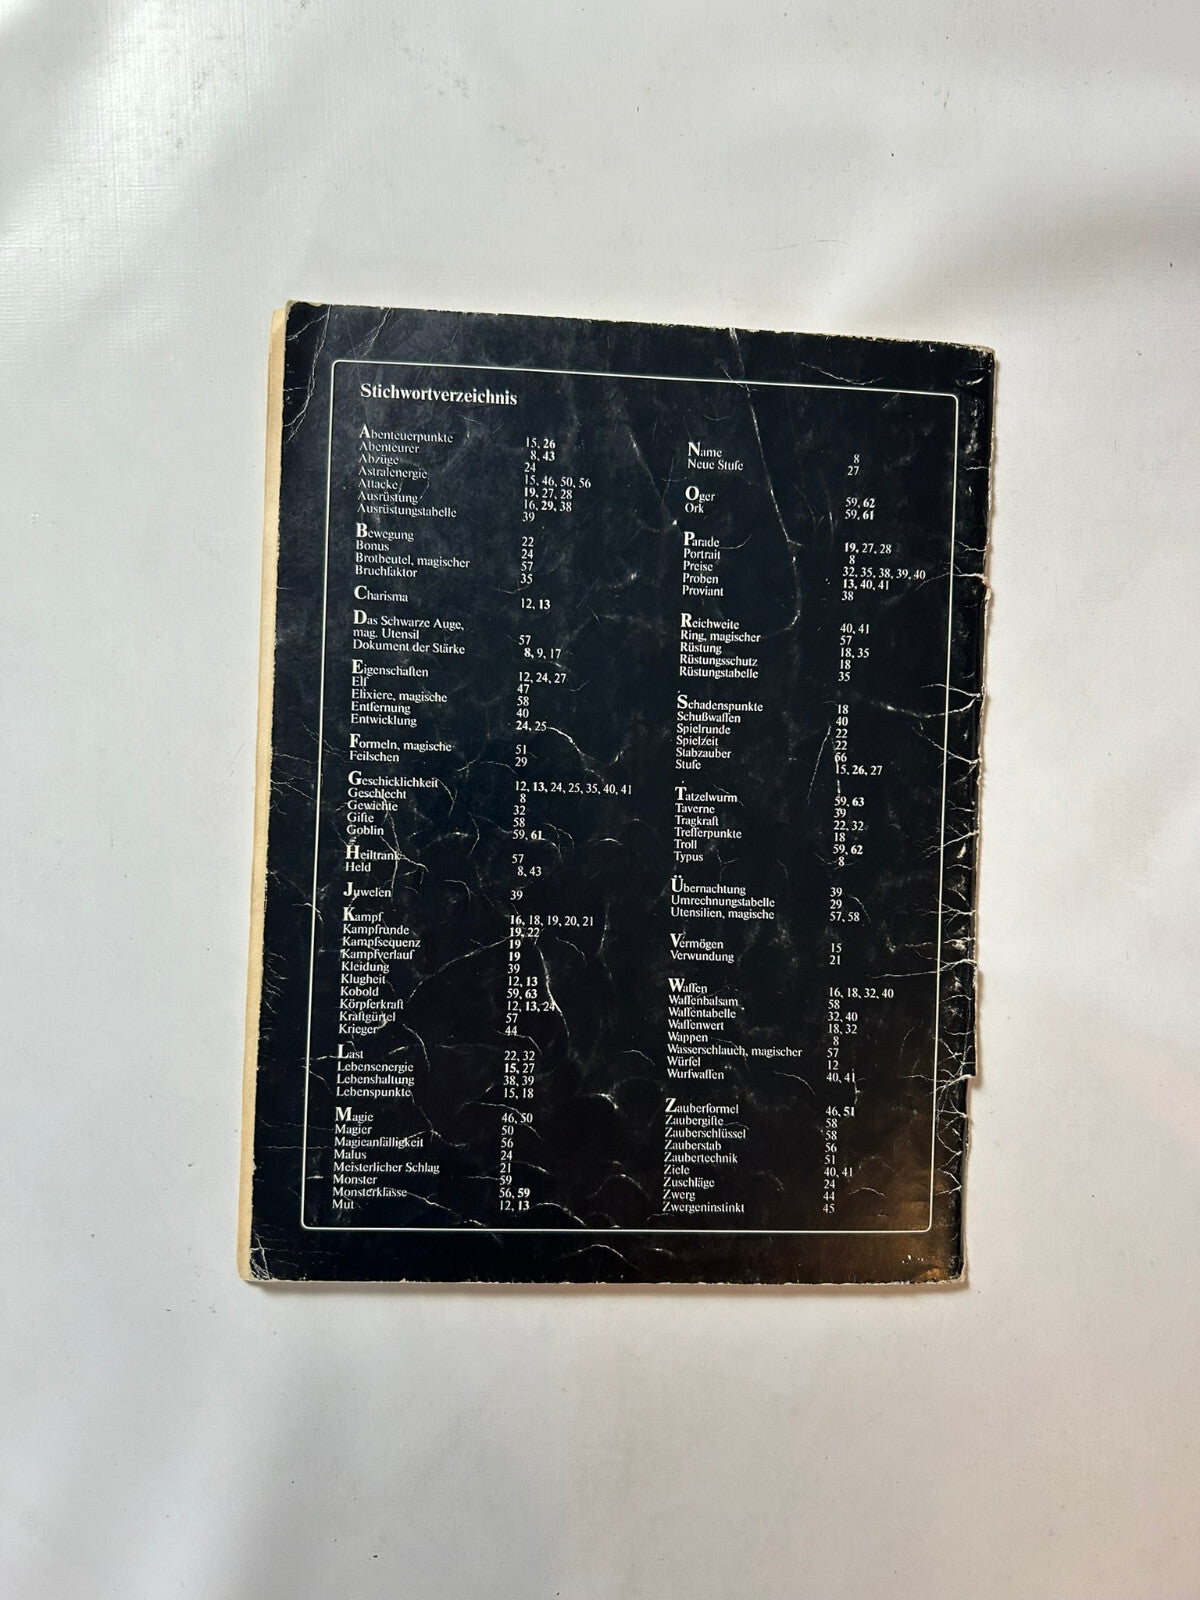 Stichwortverzeichnis
Abenteuerpunkte 15, 26
Abenteurer 8, 43
Abzüge 24
Astralenergie 15, 46, 50, 56
Attacke 19, 27, 28
Ausrüstung 16, 29, 38
Ausrüstungstabelle 39
Bewegung 22
Bonus 24
Brotbeutel, magischer 57
Bruchfaktor 35
Charisma 12, 13
Das Schwarze Auge,
mag. Utensil 57
Dokument der Stärke 8, 9, 17
Eigenschaften 12, 24, 27
Elf 47
Elixiere, magische 58
Entfernung 40
Entwicklung 24, 25
Formeln, magische 51
Feilschen 29
Geschicklichkeit 12, 13, 24, 25, 35, 40, 41
Geschlecht 8
Gewichte 32
Gifte 58
Goblin 59, 61
Heiltrank 57
Held 8, 43
Juwelen 39
Kampf 16, 18, 19, 20, 21
Kampfrunde 19, 22
Kampfsequenz 19
Kampfverlauf 19
Kleidung 39
Klugheit 12, 13
Kobold 59, 63
Körpferkraft 12, 13, 24
Kraftgürtel 57
Krieger 44
Last 22, 32
Lebensenergie 15, 27
Lebenshaltung 38, 39
Lebenspunkte 15, 18
Magie 46, 50
Magier 50
Magieanfälligkeit 56
Malus 24
Meisterlicher Schlag 21
Monster 59
Monsterklasse 56, 59
Mut 12, 13
Name 8
Neue Stufe 27
Oger 59, 62
Ork 59, 61
Parade 19, 27, 28
Portrait 8
Preise 32, 35, 38, 39, 40
Proben 13, 40, 41
Proviant 38
Reichweite 40, 41
Ring, magischer 57
Rüstung 18, 35
Rüstungsschutz 18
Rüstungstabelle 35
Schadenspunkte 18
Schußwaffen 40
Spielrunde 22
Spielzeit 22
Stabzauber 56
Stufe 15, 26, 27
Tatzelwurm 59, 63
Taverne 39
Tragkraft 22, 32
Trefferpunkte 18
Troll 59, 62
Typus 8
Übernachtung 39
Umrechnungstabelle 29
Utensilien, magische 57, 58
Vermögen 15
Verwundung 21
Waffen 16, 18, 32, 40
Waffenbalsam 58
Waffentabelle 32, 40
Waffenwert 18, 32
Wappen 8
Wasserschlauch, magischer 57
Würfel 12
Wurfwaffen 40, 41
Zauberformel 46, 51
Zaubergifte 58
Zauberschlüssel 58
Zauberstab 56
Zaubertechnik 51
Ziele 40, 41
Zuschläge 24
Zwerg 44
Zwergeninstinkt 45